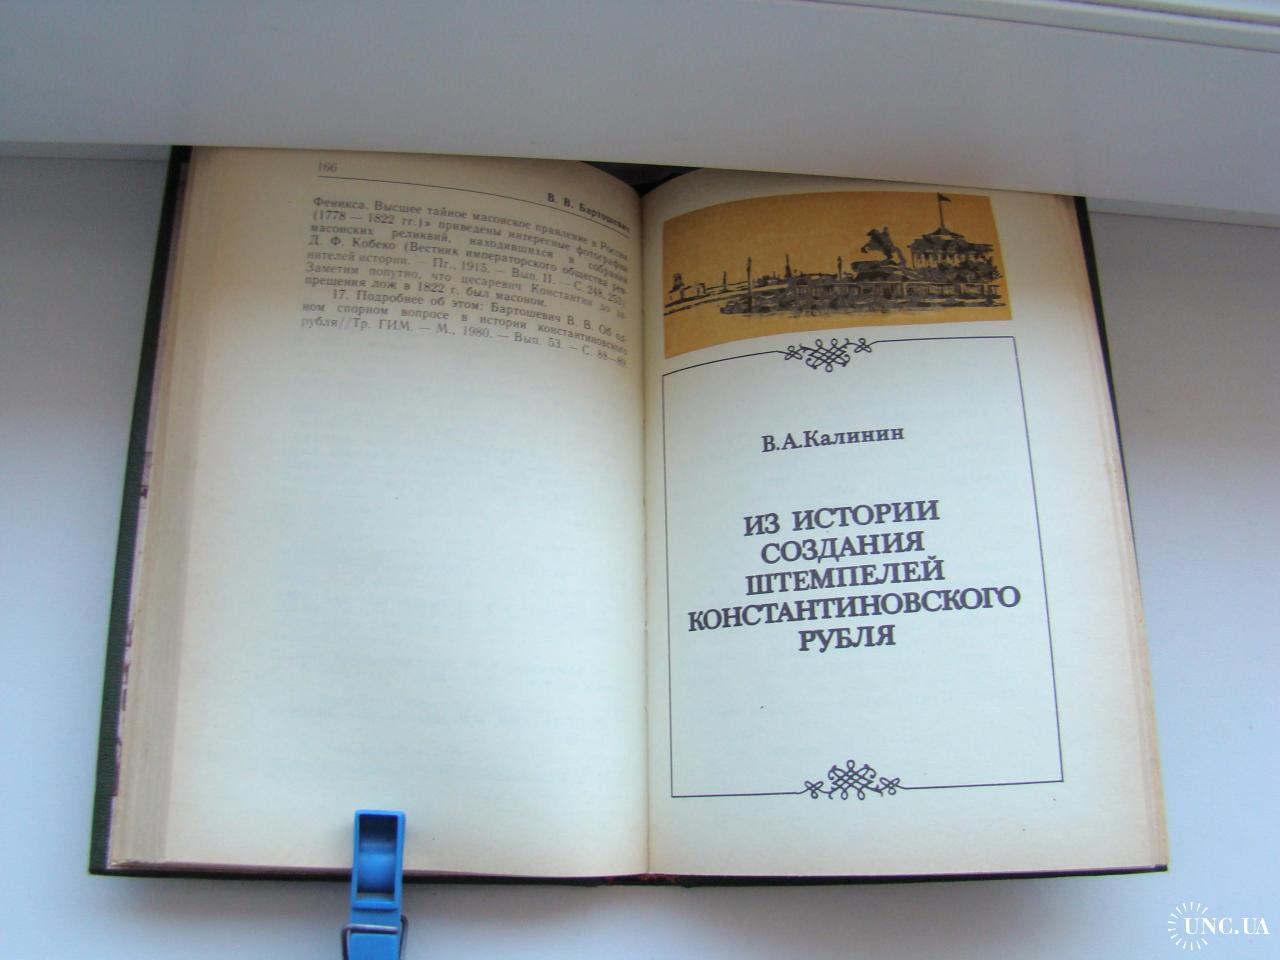 166
В. В. Бартошевич
Феникса. Высшее тайное масонское правление в России
(1778 — 1822 гг.)» приведены интересные фотографии
масонских реликвий, находившихся в собрании
Д. Ф. Кобеко (Вестник императорского общества рев-
нителей истории. — Пг., 1915. — Вып. II. — С. 248, 253).
Заметим попутно, что цесаревич Константин до за-
прешения лож в 1822 г. был масоном.
17. Подробнее об этом: Бартошевич В. В. Об од-
ном спорном вопросе в истории константиновского
рубля//Тр. ГИМ. — М., 1980. — Вып. 53. — С. 88—89.
В.А.Калинин
ИЗ ИСТОРИИ
СОЗДАНИЯ
ШТЕМПЕЛЕЙ
КОНСТАНТИНОВСКОГО
РУБЛЯ
UNC.UA